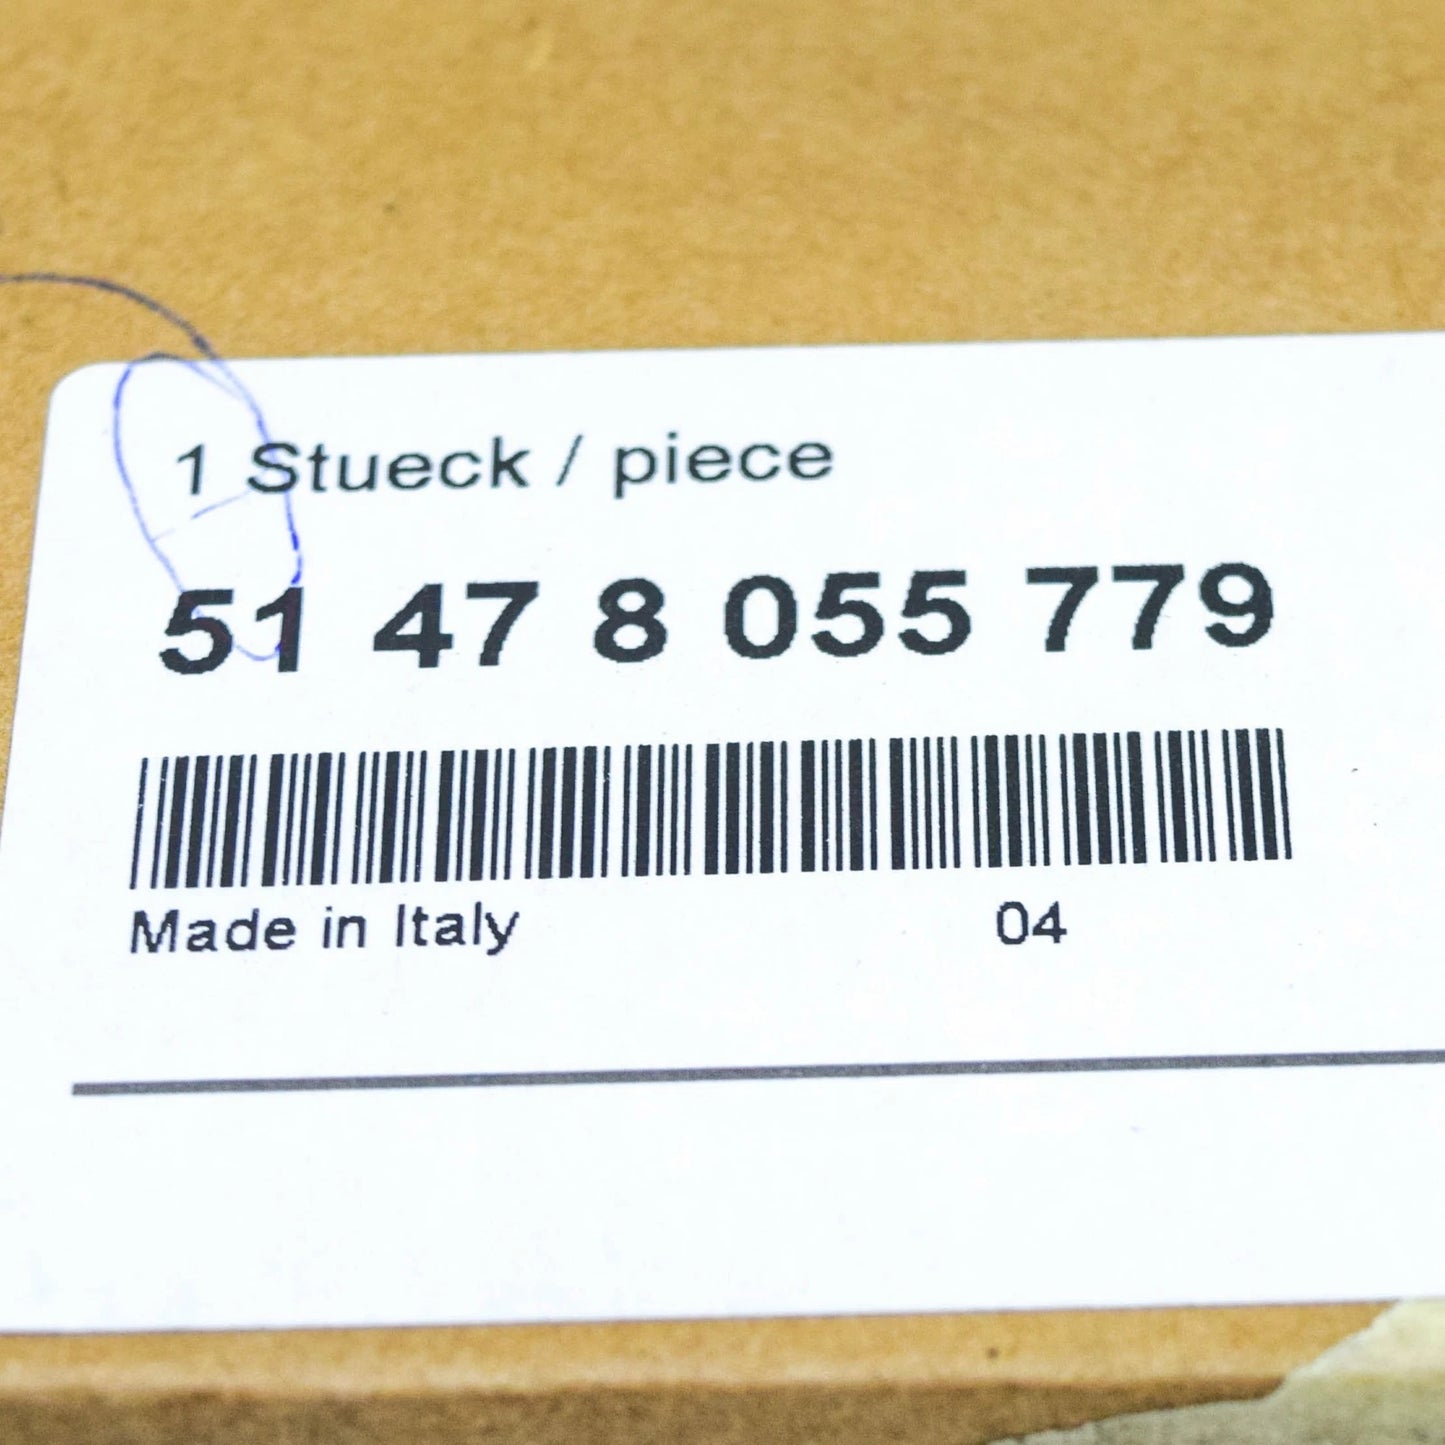 1 Stueck / piece
51 47 8 055 779
Made in Italy 04